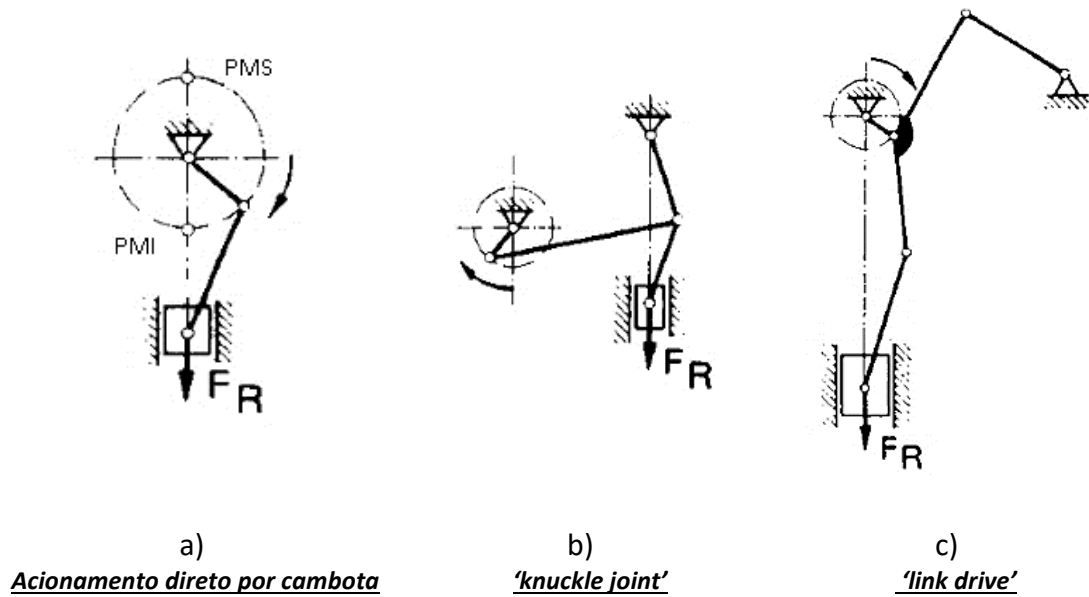 PMS
PMI
F R
F R
F R
a)
b)
c)
Acionamento direto por cambota
‘knuckle joint’
‘link drive’